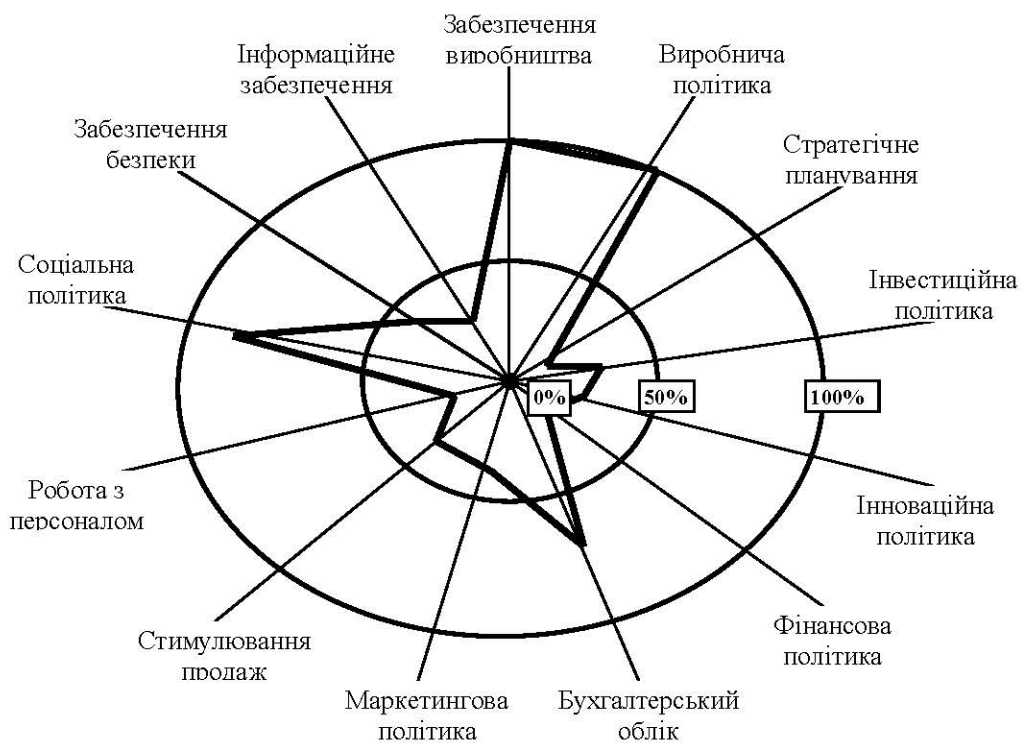 Забезпечення
виробництва
Інформаційне
забезпечення
Виробнича
політика
Забезпечення
безпеки
Стратегічне
планування
Соціальна
політика
Інвестиційна
політика
0%
50%
100%
Робота з
персоналом
Інноваційна
політика
Стимулювання
продаж
Фінансова
політика
Маркетингова
політика
Бухгалтерський
облік